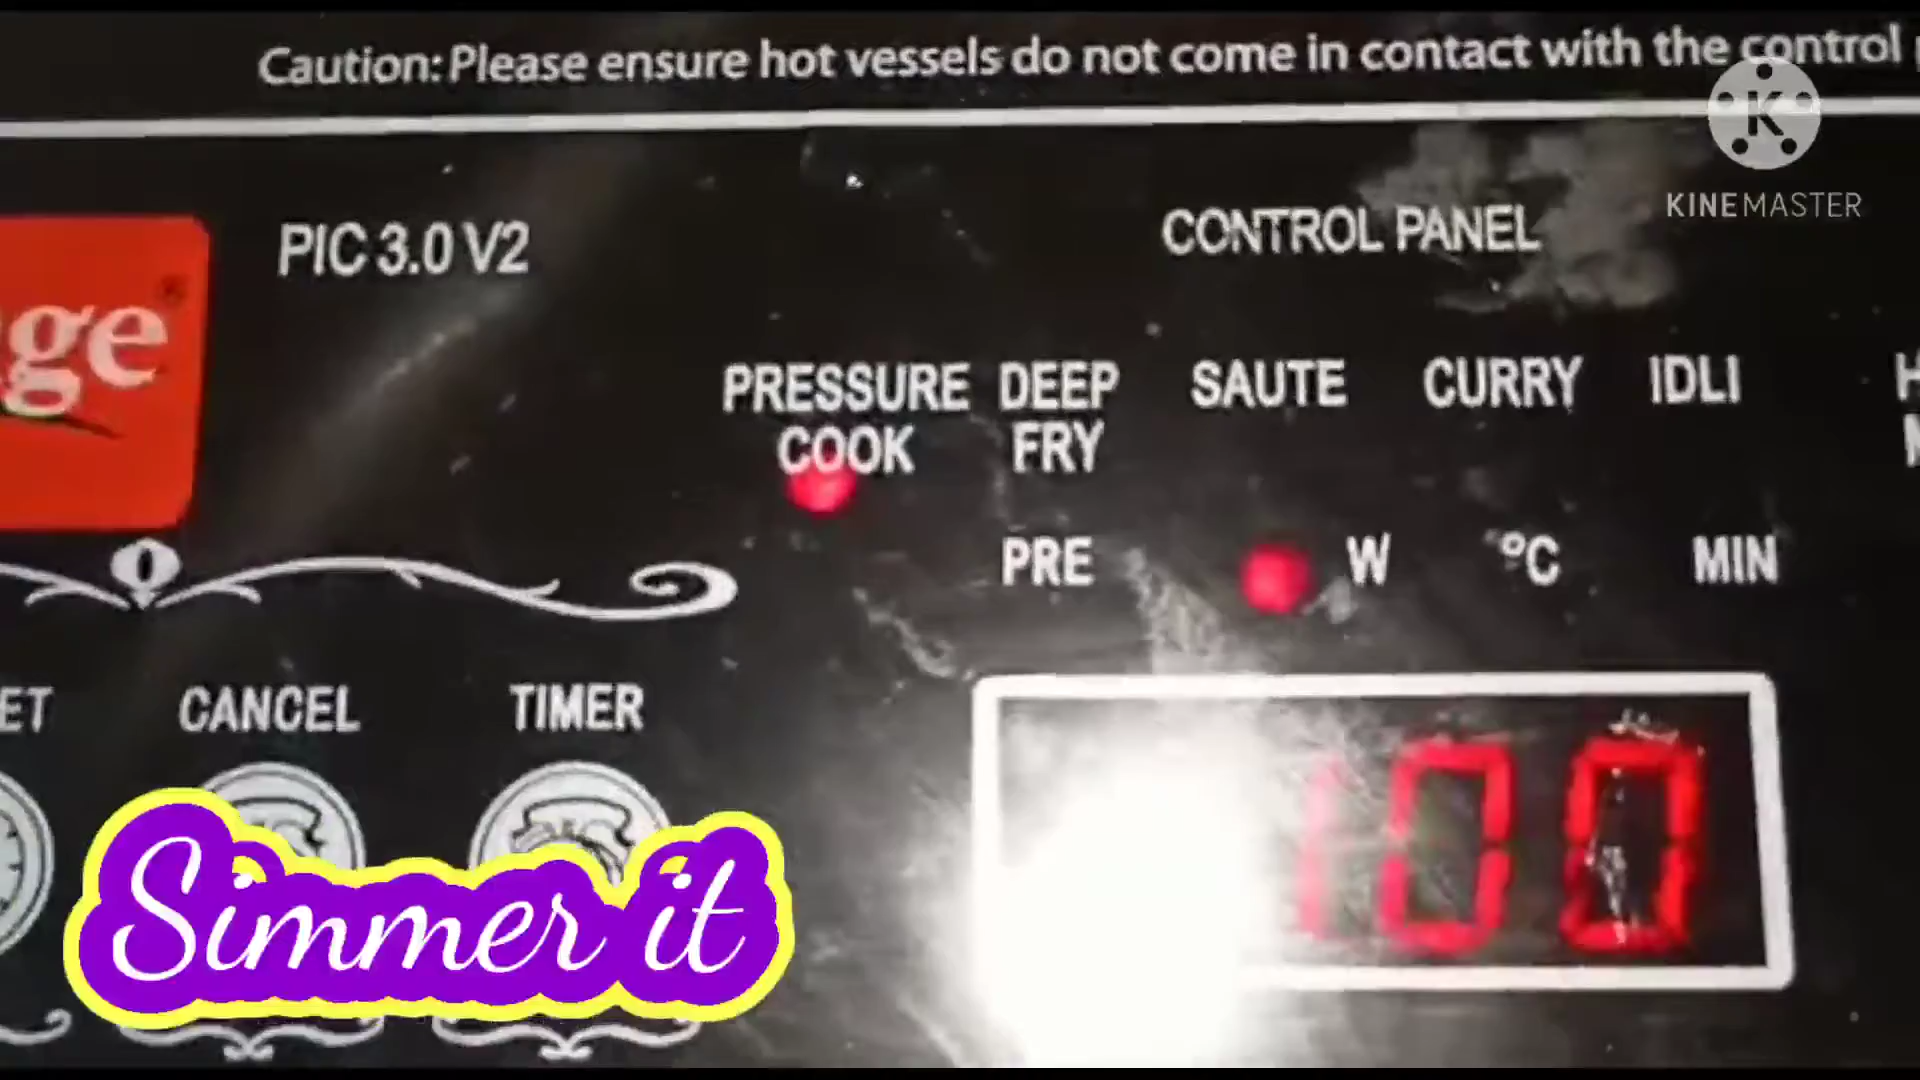 Caution: Please ensure hot vessels do not come in contact with the control
KINEMASTER
PIC 3.0 V2
CONTROL PANEL
PRESSURE COOK
DEEP FRY
SAUTE
CURRY
IDLI
PRE
W
°C
MIN
CANCEL
TIMER
100
Simmer it